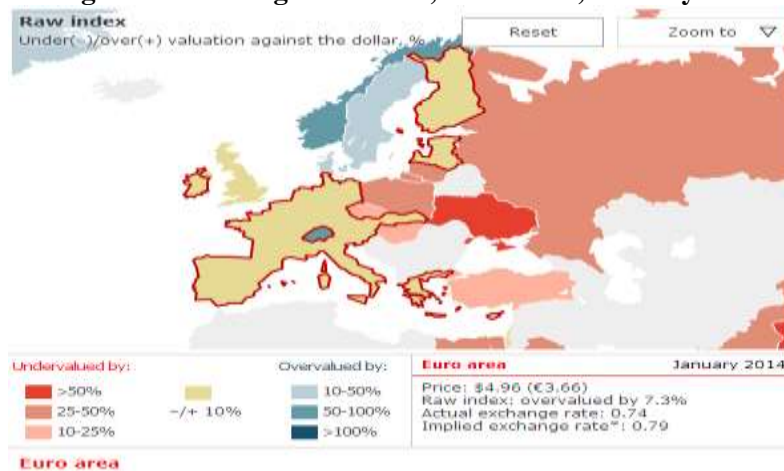 Raw index
Under(-)/over(+) valuation against the dollar, %
Reset
Zoom to
Undervalued by:
>50%
25-50%
10-25%
-/+ 10%
Overvalued by:
10-50%
50-100%
>100%
Euro area January 2014
Price: $4.96 (€3.66)
Raw index: overvalued by 7.3%
Actual exchange rate: 0.74
Implied exchange rate*: 0.79
Euro area